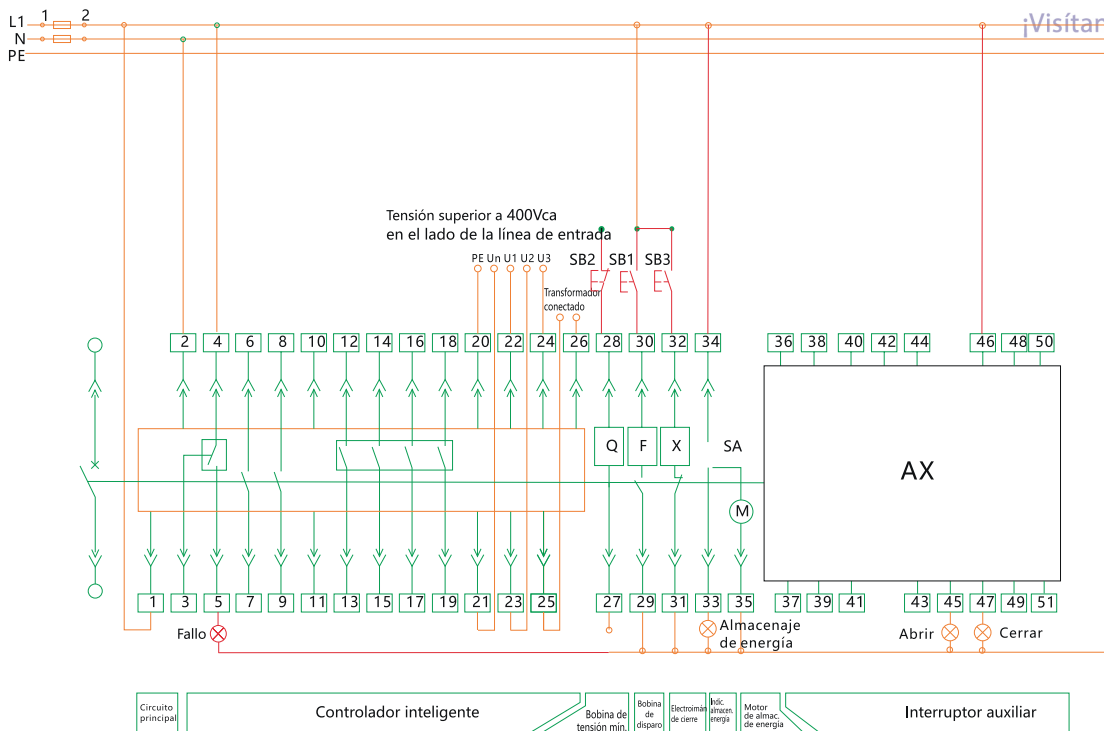 L1 1 2
¡Visítan
N
PE
Tensión superior a 400Vca
en el lado de la línea de entrada
PE Un U1 U2 U3
SB2 SB1 SB3
Transformador
conectado
2 4 6 8 10 12 14 16 18 20 22 24 26 28 30 32 34 36 38 40 42 44 46 48 50
Q F X SA
AX
M
1 3 5 7 9 11 13 15 17 19 21 23 25 27 29 31 33 35 37 39 41 43 45 47 49 51
Fallo
Almacenaje
de energía
Abrir
Cerrar
Circuito
principal
Controlador inteligente
Bobina de
tensión mín.
Bobina
de
disparo
Electroimán
de cierre
Indic.
almacen.
energía
Motor
de almac.
de energía
Interruptor auxiliar